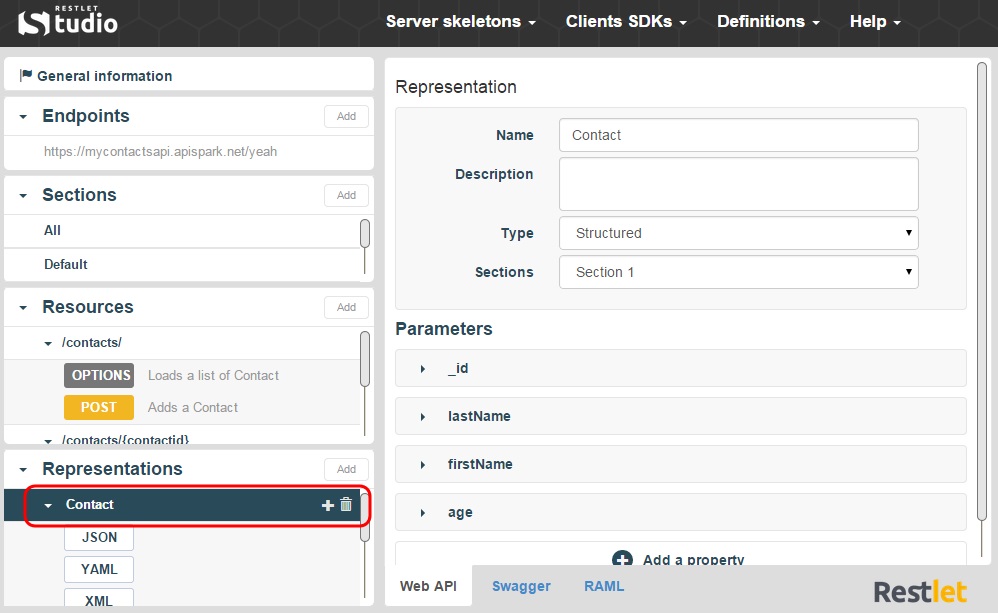 RESTLET
Studio
Server skeletons
Clients SDKs
Definitions
Help
General information
Endpoints
Add
https://mycontactsapi.apispark.net/yeah
Sections
Add
All
Default
Resources
Add
/contacts/
OPTIONS Loads a list of Contact
POST Adds a Contact
/contacts/{contactid}
Representations
Add
Contact
JSON
YAML
XML
Representation
Name Contact
Description
Type Structured
Sections Section 1
Parameters
_id
lastName
firstName
age
Add a property
Web API
Swagger
RAML
Restlet